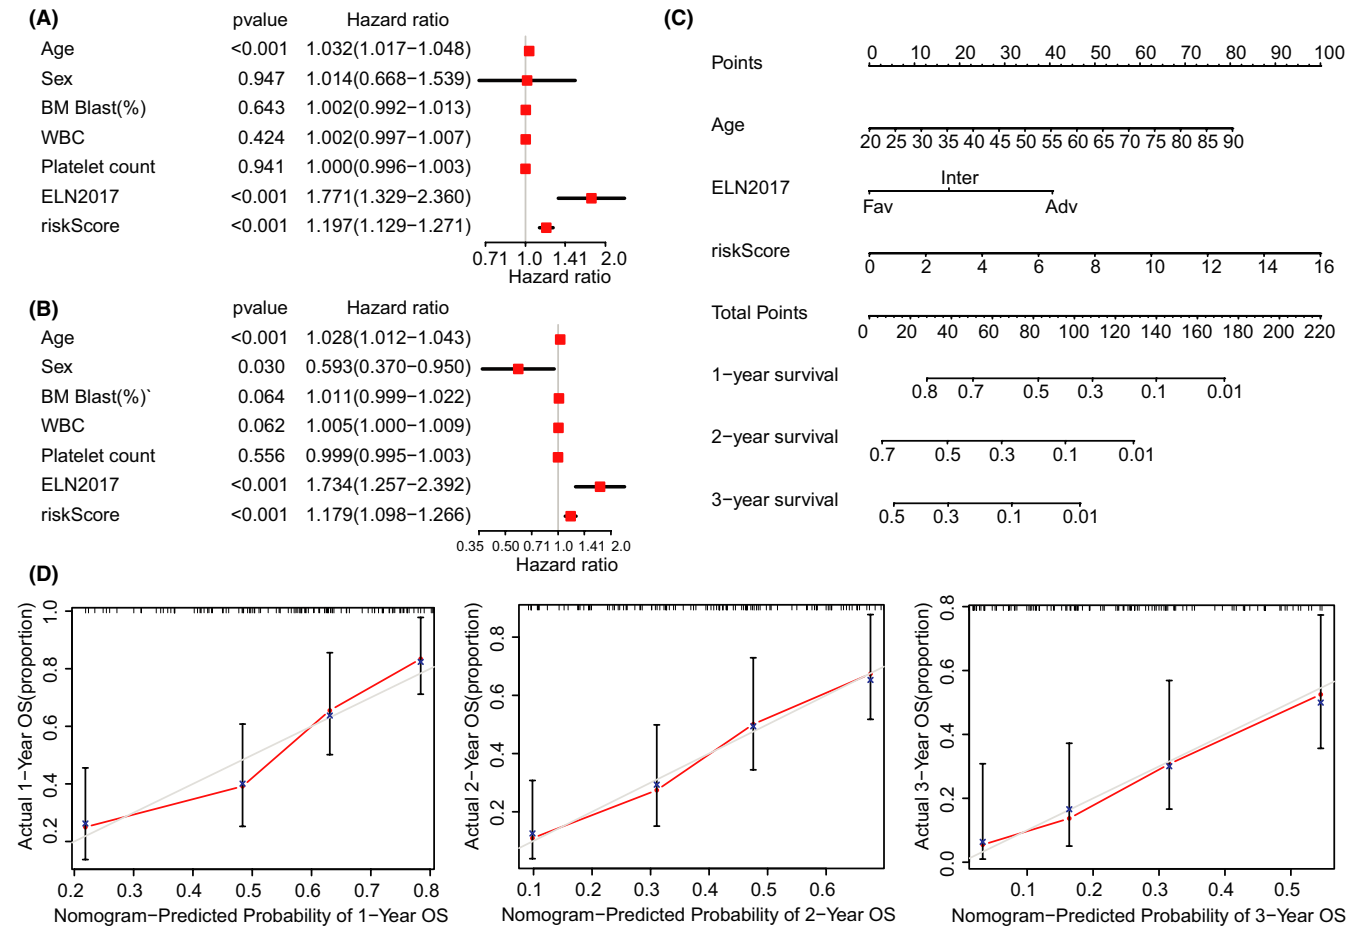 (A)
pvalue Hazard ratio
Age <0.001 1.032(1.017−1.048)
Sex 0.947 1.014(0.668−1.539)
BM Blast(%) 0.643 1.002(0.992−1.013)
WBC 0.424 1.002(0.997−1.007)
Platelet count 0.941 1.000(0.996−1.003)
ELN2017 <0.001 1.771(1.329−2.360)
riskScore <0.001 1.197(1.129−1.271)
0.71 1.0 1.41 2.0
Hazard ratio
(B)
pvalue Hazard ratio
Age <0.001 1.028(1.012−1.043)
Sex 0.030 0.593(0.370−0.950)
BM Blast(%)` 0.064 1.011(0.999−1.022)
WBC 0.062 1.005(1.000−1.009)
Platelet count 0.556 0.999(0.995−1.003)
ELN2017 <0.001 1.734(1.257−2.392)
riskScore <0.001 1.179(1.098−1.266)
0.35 0.50 0.71 1.0 1.41 2.0
Hazard ratio
(C)
Points 0 10 20 30 40 50 60 70 80 90 100
Age
20 25 30 35 40 45 50 55 60 65 70 75 80 85 90
Inter
ELN2017
Fav Adv
riskScore
0 2 4 6 8 10 12 14 16
Total Points
0 20 40 60 80 100 120 140 160 180 200 220
1−year survival
0.8 0.7 0.5 0.3 0.1 0.01
2−year survival
0.7 0.5 0.3 0.1 0.01
3−year survival
0.5 0.3 0.1 0.01
(D)
Actual 1−Year OS(proportion)
0.2 0.4 0.6 0.8 1.0
0.2 0.3 0.4 0.5 0.6 0.7 0.8
Nomogram−Predicted Probability of 1−Year OS
Actual 2−Year OS(proportion)
0.2 0.4 0.6 0.8
0.1 0.2 0.3 0.4 0.5 0.6
Nomogram−Predicted Probability of 2−Year OS
Actual 3−Year OS(proportion)
0.0 0.2 0.4 0.6 0.8
0.1 0.2 0.3 0.4 0.5
Nomogram−Predicted Probability of 3−Year OS